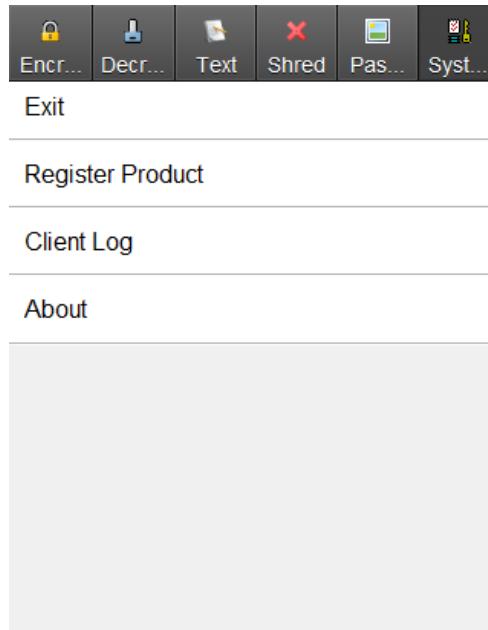 Encr... Decr... Text Shred Pas... Syst...
Exit
Register Product
Client Log
About